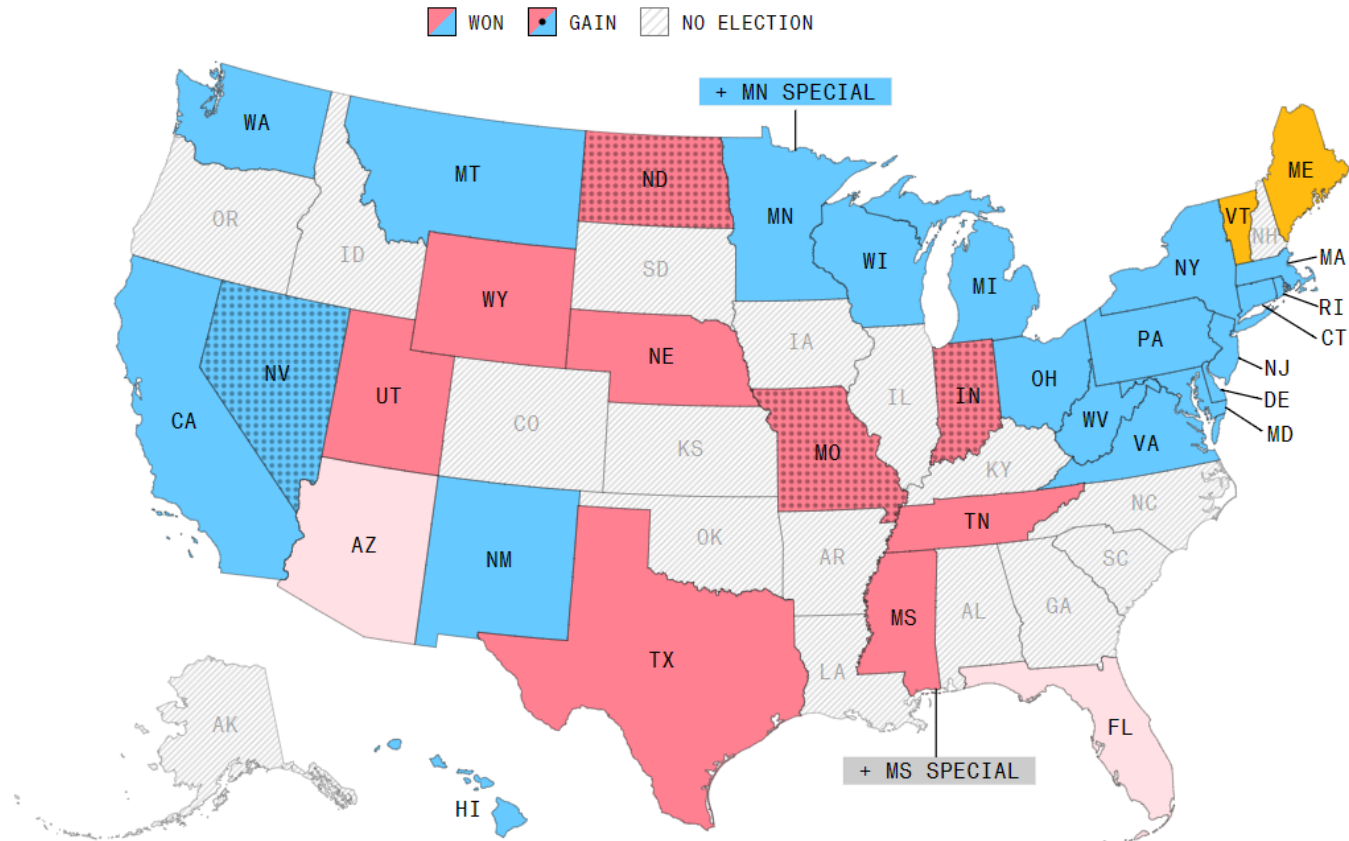 WON GAIN NO ELECTION
+ MN SPECIAL
WA
MT
ND
MN
ME
VT
NH
OR
ID
SD
WI
MI
NY
MA
RI
CT
WY
NE
IA
PA
NJ
NV
UT
CO
IL
IN
OH
DE
MD
CA
KS
MO
WV
VA
KY
AZ
NM
OK
AR
TN
NC
SC
TX
LA
MS
AL
GA
FL
AK
HI
+ MS SPECIAL